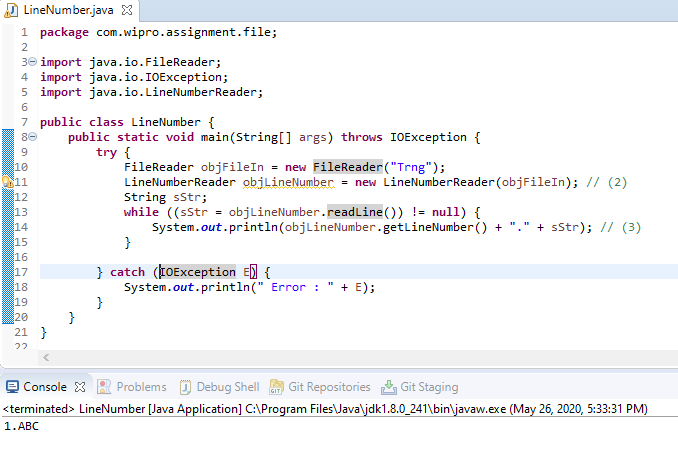 LineNumber.java
1 package com.wipro.assignment.file;
2
3 import java.io.FileReader;
4 import java.io.IOException;
5 import java.io.LineNumberReader;
6
7 public class LineNumber {
8 public static void main(String[] args) throws IOException {
9 try {
10 FileReader objFileIn = new FileReader("Trng");
11 LineNumberReader objLineNumber = new LineNumberReader(objFileIn); // (2)
12 String sStr;
13 while ((sStr = objLineNumber.readLine()) != null) {
14 System.out.println(objLineNumber.getLineNumber() + "." + sStr); // (3)
15 }
16
17 } catch (IOException E) {
18 System.out.println(" Error : " + E);
19 }
20 }
21 }
22
Console Problems Debug Shell Git Repositories Git Staging
<terminated> LineNumber [Java Application] C:\Program Files\Java\jdk1.8.0_241\bin\javaw.exe (May 26, 2020, 5:33:31 PM)
1.ABC